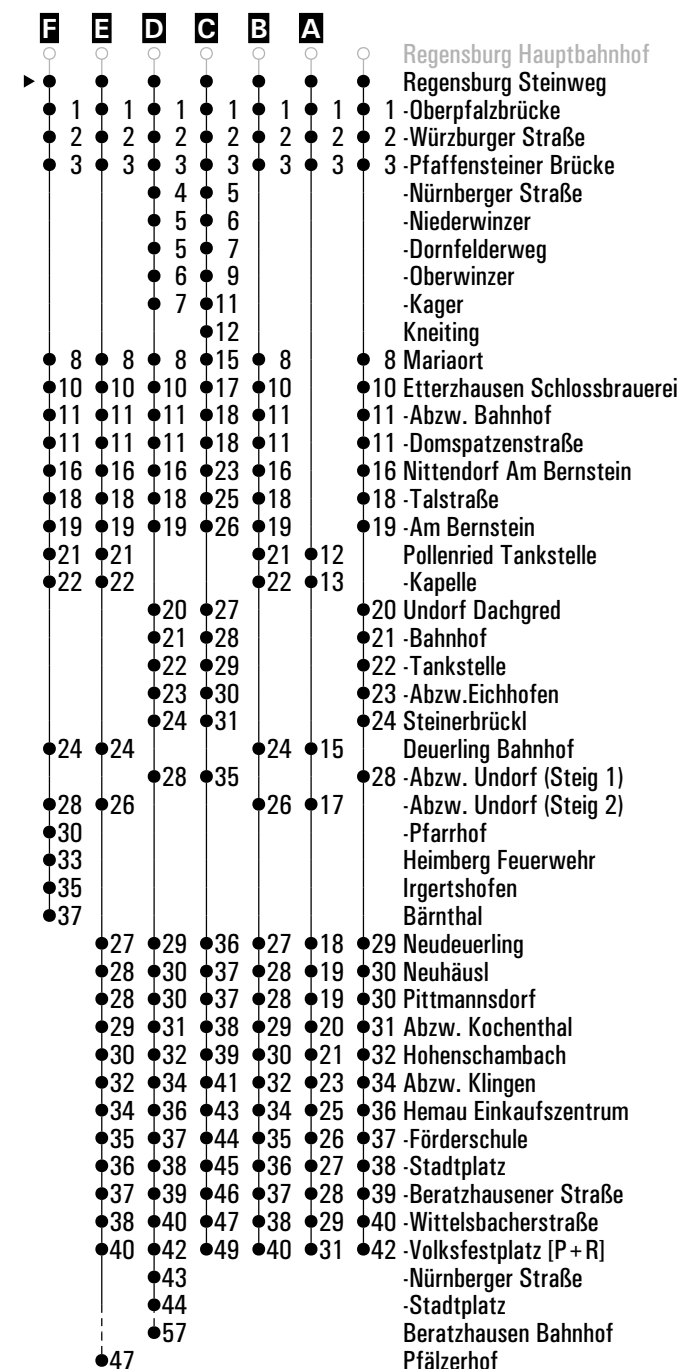 F E D C B A
Regensburg Hauptbahnhof
Regensburg Steinweg
1 1 1 1 1 1 1 -Oberpfalzbrücke
2 2 2 2 2 2 2 -Würzburger Straße
3 3 3 3 3 3 3 -Pfaffensteiner Brücke
4 5 -Nürnberger Straße
5 6 -Niederwinzer
5 7 -Dornfelderweg
6 9 -Oberwinzer
7 11 -Kager
12 Kneiting
8 8 8 15 8 8 Mariaort
10 10 10 17 10 10 Etterzhausen Schlossbrauerei
11 11 11 18 11 11 -Abzw. Bahnhof
11 11 11 18 11 11 -Domspatzenstraße
16 16 16 23 16 16 Nittendorf Am Bernstein
18 18 18 25 18 18 -Talstraße
19 19 19 26 19 19 -Am Bernstein
21 21 21 12 Pollenried Tankstelle
22 22 22 13 -Kapelle
20 27 20 Undorf Dachgred
21 28 21 -Bahnhof
22 29 22 -Tankstelle
23 30 23 -Abzw.Eichhofen
24 31 24 Steinerbrückl
24 24 24 15 Deuerling Bahnhof
28 35 28 -Abzw. Undorf (Steig 1)
28 26 26 17 -Abzw. Undorf (Steig 2)
30 -Pfarrhof
33 Heimberg Feuerwehr
35 Irgertshofen
37 Bärnthal
27 29 36 27 18 29 Neudeuerling
28 30 37 28 19 30 Neuhäusl
28 30 37 28 19 30 Pittmannsdorf
29 31 38 29 20 31 Abzw. Kochenthal
30 32 39 30 21 32 Hohenschambach
32 34 41 32 23 34 Abzw. Klingen
34 36 43 34 25 36 Hemau Einkaufszentrum
35 37 44 35 26 37 -Förderschule
36 38 45 36 27 38 -Stadtplatz
37 39 46 37 28 39 -Beratzhausener Straße
38 40 47 38 29 40 -Wittelsbacherstraße
40 42 49 40 31 42 -Volksfestplatz [P+R]
43 -Nürnberger Straße
44 -Stadtplatz
57 Beratzhausen Bahnhof
47 Pfälzerhof